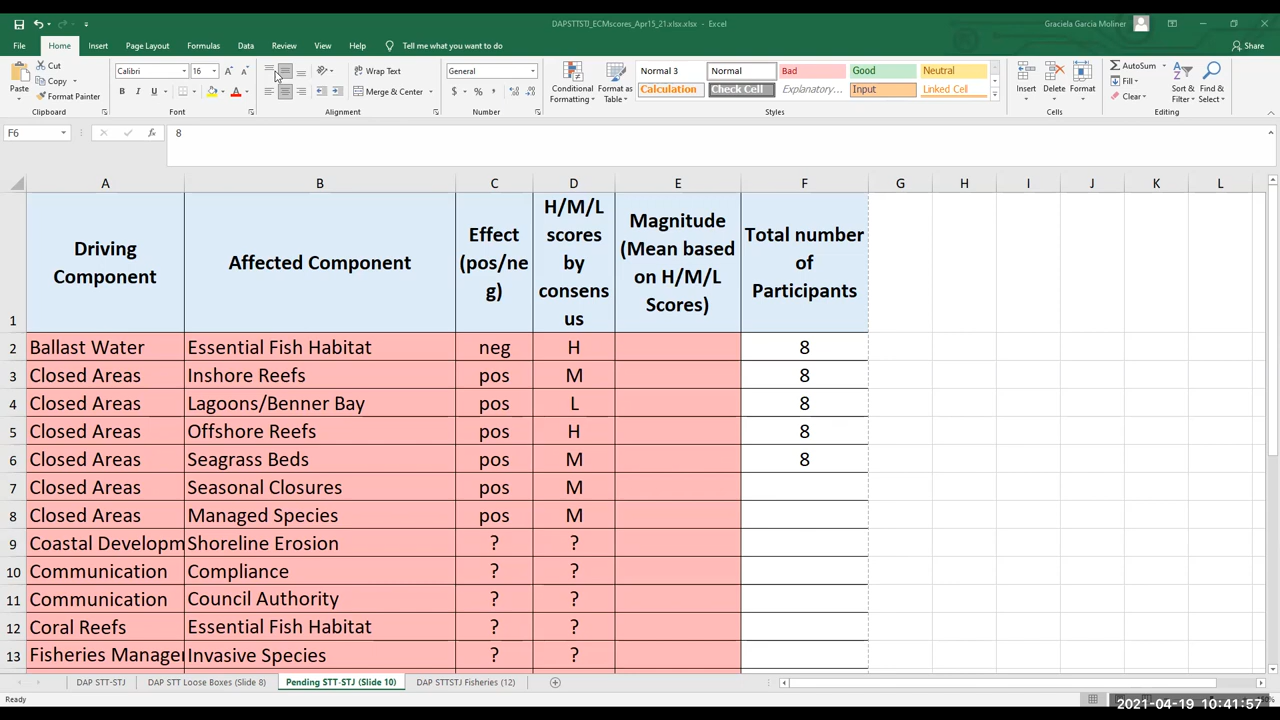 DAPSTTSTJ_ECMscores_Apr15_21.xlsx.xlsx - Excel
Graciela Garcia Moliner
File Home Insert Page Layout Formulas Data Review View Help Tell me what you want to do Share
Cut
Copy
Format Painter
Paste
Calibri 16
B I U
Wrap Text
Merge & Center
General
$ % ,
Conditional Formatting
Format as Table
Normal 3 Normal Bad Good Neutral
Calculation Check Cell Explanatory... Input Linked Cell
Insert Delete Format
AutoSum
Fill
Clear
Sort & Filter
Find & Select
Clipboard Font Alignment Number Styles Cells Editing
F6 fx 8
A B C D E F G H I J K L
1 Driving Component Affected Component Effect (pos/neg) H/M/L scores by consensus Magnitude (Mean based on H/M/L Scores) Total number of Participants
2 Ballast Water Essential Fish Habitat neg H 8
3 Closed Areas Inshore Reefs pos M 8
4 Closed Areas Lagoons/Benner Bay pos L 8
5 Closed Areas Offshore Reefs pos H 8
6 Closed Areas Seagrass Beds pos M 8
7 Closed Areas Seasonal Closures pos M
8 Closed Areas Managed Species pos M
9 Coastal Developm Shoreline Erosion ? ?
10 Communication Compliance ? ?
11 Communication Council Authority ? ?
12 Coral Reefs Essential Fish Habitat ? ?
13 Fisheries Manager Invasive Species ? ?
DAP STT-STJ DAP STT Loose Boxes (Slide 8) Pending STT-STJ (Slide 10) DAP STTSTJ Fisheries (12)
Ready
2021-04-19 10:41:57